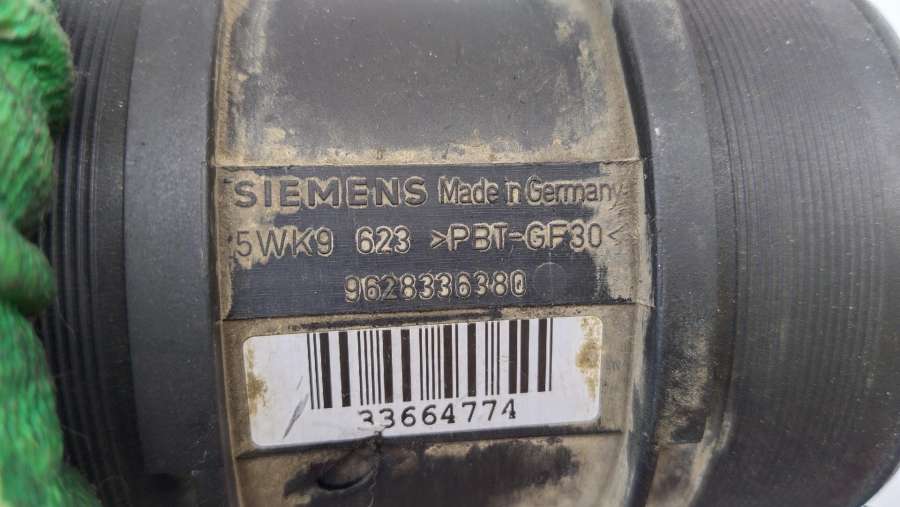 SIEMENS Made in Germany
5WK9 623 >PBT-GF30<
9628336380
33664774